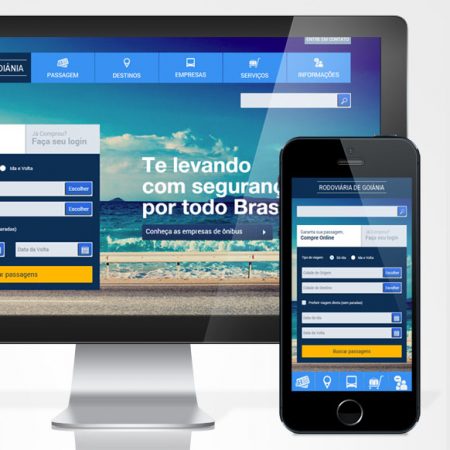 ENTRE EM CONTATO
OIÂNIA
PASSAGEM
DESTINOS
EMPRESAS
SERVIÇOS
INFORMAÇÕES
Já Comprou?
Faça seu login
Ida e Volta
Escolher
Escolher
paradas)
Data da Volta
r passagens
Te levando
com seguranç
por todo Bras
Conheça as empresas de ônibus
RODOVIÁRIA DE GOIÂNIA
Garanta sua passagem,
Compre Online
Já Comprou?
Faça seu login
Tipo de viagem:
Só ida
Ida e Volta
Cidade de Origem
Escolher
Cidade de Destino
Escolher
Preferir viagem direta (sem paradas)
Data da Ida
Data da Volta
Buscar passagens